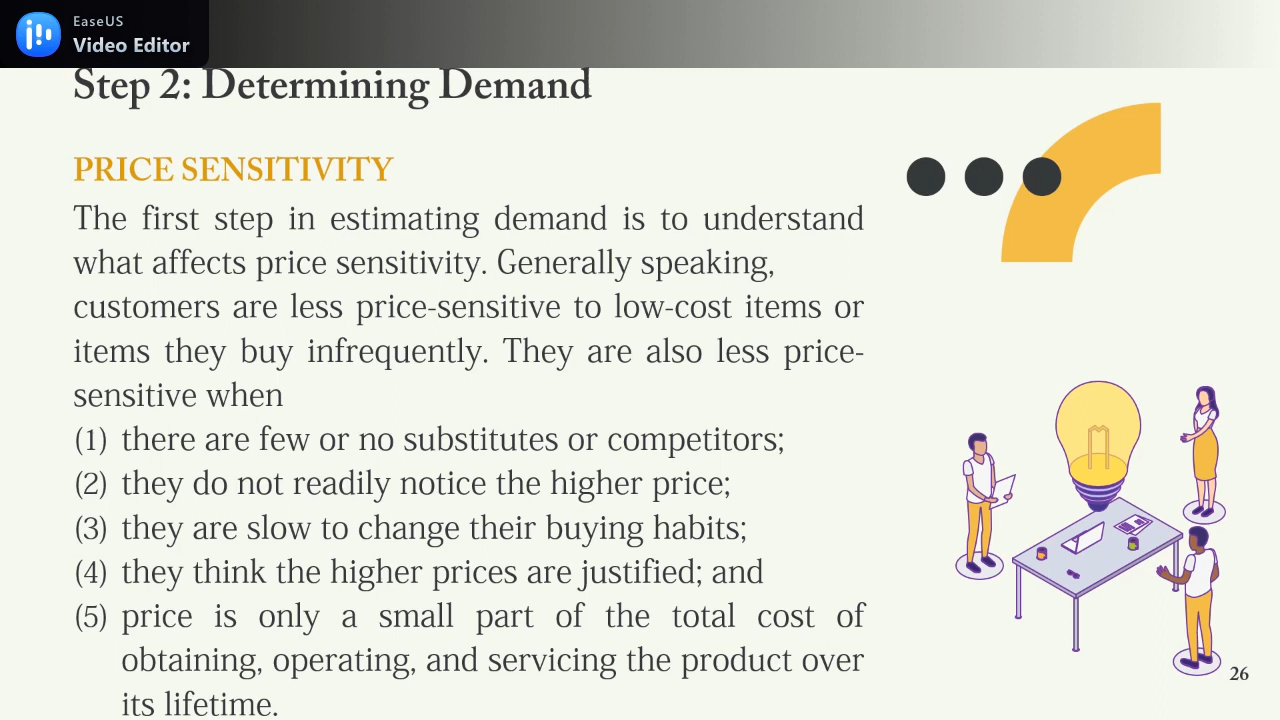 EaseUS
Video Editor
Step 2: Determining Demand
PRICE SENSITIVITY
The first step in estimating demand is to understand
what affects price sensitivity. Generally speaking,
customers are less price-sensitive to low-cost items or
items they buy infrequently. They are also less price-
sensitive when
(1) there are few or no substitutes or competitors;
(2) they do not readily notice the higher price;
(3) they are slow to change their buying habits;
(4) they think the higher prices are justified; and
(5) price is only a small part of the total cost of
obtaining, operating, and servicing the product over
its lifetime.
26